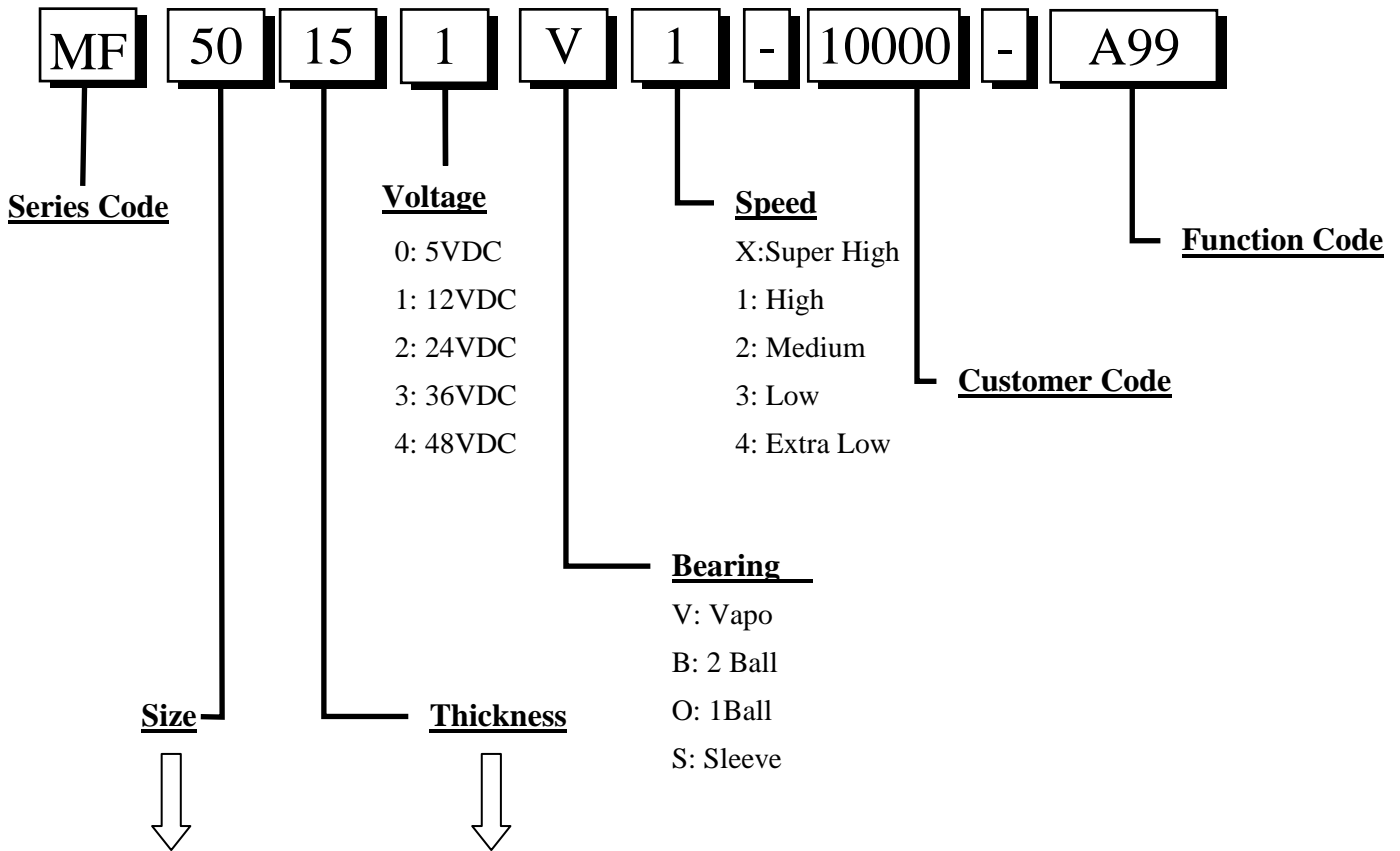 MF 50 15 1 V 1 - 10000 - A99
Series Code
Voltage
0: 5VDC
1: 12VDC
2: 24VDC
3: 36VDC
4: 48VDC
Speed
X:Super High
1: High
2: Medium
3: Low
4: Extra Low
Function Code
Customer Code
Bearing
V: Vapo
B: 2 Ball
O: 1Ball
S: Sleeve
Size
Thickness